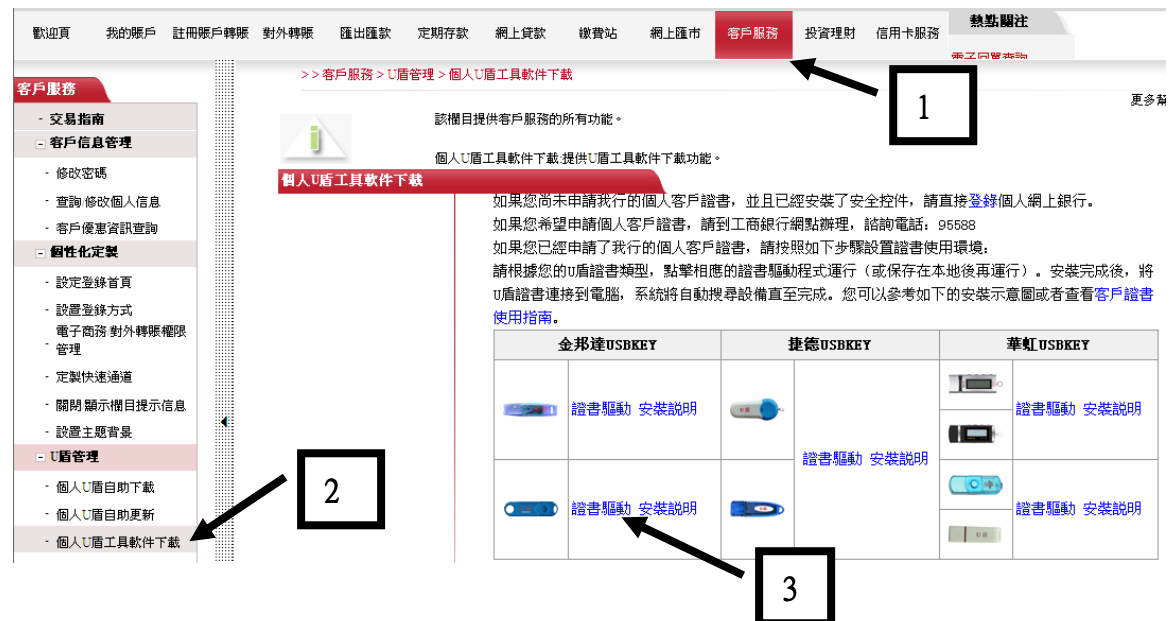 歡迎頁 我的賬戶 註冊賬戶轉賬 對外轉賬 匯出匯款 定期存款 網上貸款 繳費站 網上匯市 客戶服務 投資理財 信用卡服務
熱點關注
電子回單查詢
客戶服務
- 交易指南
客戶信息管理
- 修改密碼
- 查詢 修改個人信息
- 客戶優惠資訊查詢
個性化定製
- 設定登錄首頁
- 設置登錄方式
- 電子商務 對外轉賬權限
管理
- 定製快速通道
- 關閉 顯示欄目提示信息
- 設置主題背景
U盾管理
- 個人U盾自助下載
- 個人U盾自助更新
- 個人U盾工具軟件下載
>>客戶服務>U盾管理>個人U盾工具軟件下載
更多幫
該欄目提供客戶服務的所有功能。
個人U盾工具軟件下載:提供U盾工具軟件下載功能。
個人U盾工具軟件下載
如果您尚未申請我行的個人客戶證書，並且已經安裝了安全控件，請直接登錄個人網上銀行。
如果您希望申請個人客戶證書，請到工商銀行網點辦理，諮詢電話：95588
如果您已經申請了我行的個人客戶證書，請按照如下步驟設置證書使用環境：
請根據您的U盾證書類型，點擊相應的證書驅動程式運行（或保存在本地後再運行）。安裝完成後，將
U盾證書連接到電腦，系統將自動搜尋設備直至完成。您可以參考如下的安裝示意圖或者查看客戶證書
使用指南。
金邦達USBKEY 捷德USBKEY 華虹USBKEY
證書驅動 安裝說明
證書驅動 安裝說明
證書驅動 安裝說明
證書驅動 安裝說明
證書驅動 安裝說明
1
2
3